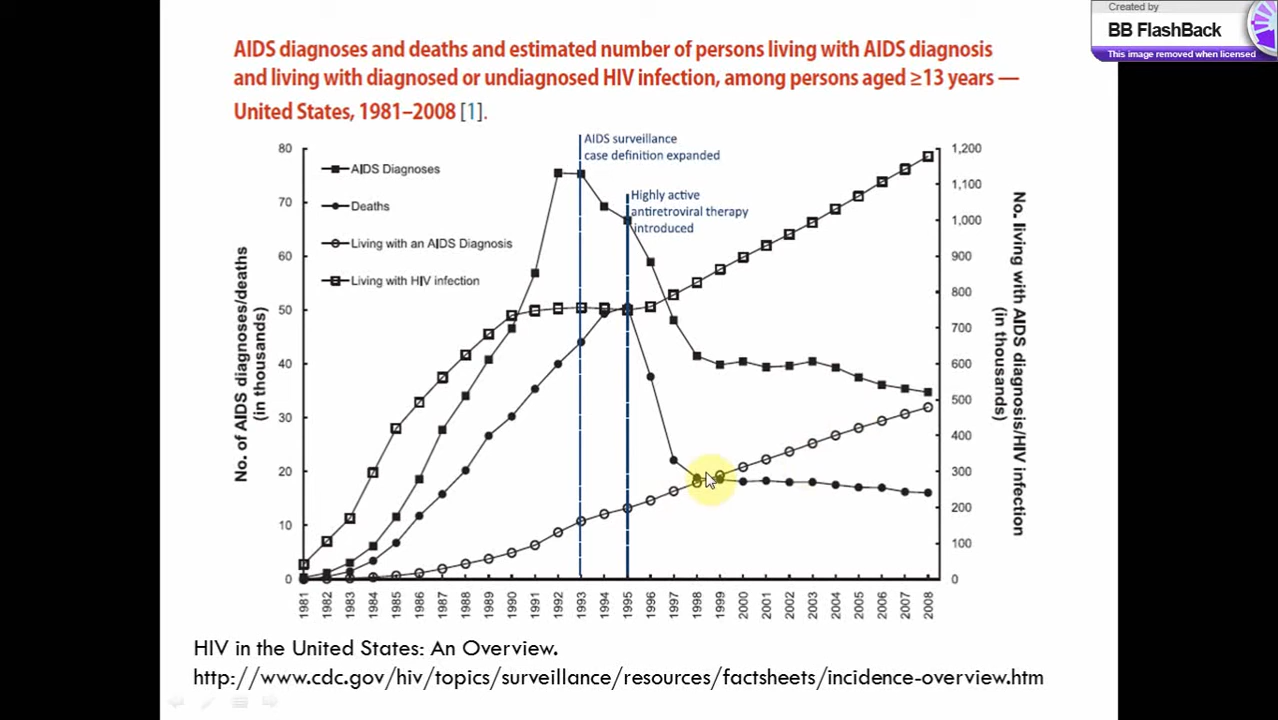 Created by
BB FlashBack
This image removed when licensed
AIDS diagnoses and deaths and estimated number of persons living with AIDS diagnosis
and living with diagnosed or undiagnosed HIV infection, among persons aged ≥13 years —
United States, 1981–2008 [1].
AIDS surveillance
case definition expanded
Highly active
antiretroviral therapy
introduced
AIDS Diagnoses
Deaths
Living with an AIDS Diagnosis
Living with HIV infection
No. of AIDS diagnoses/deaths
(in thousands)
80
70
60
50
40
30
20
10
0
1,200
1,100
1,000
900
800
700
600
500
400
300
200
100
0
No. living with AIDS diagnosis/HIV infection
(in thousands)
1981 1982 1983 1984 1985 1986 1987 1988 1989 1990 1991 1992 1993 1994 1995 1996 1997 1998 1999 2000 2001 2002 2003 2004 2005 2006 2007 2008
HIV in the United States: An Overview.
http://www.cdc.gov/hiv/topics/surveillance/resources/factsheets/incidence-overview.htm